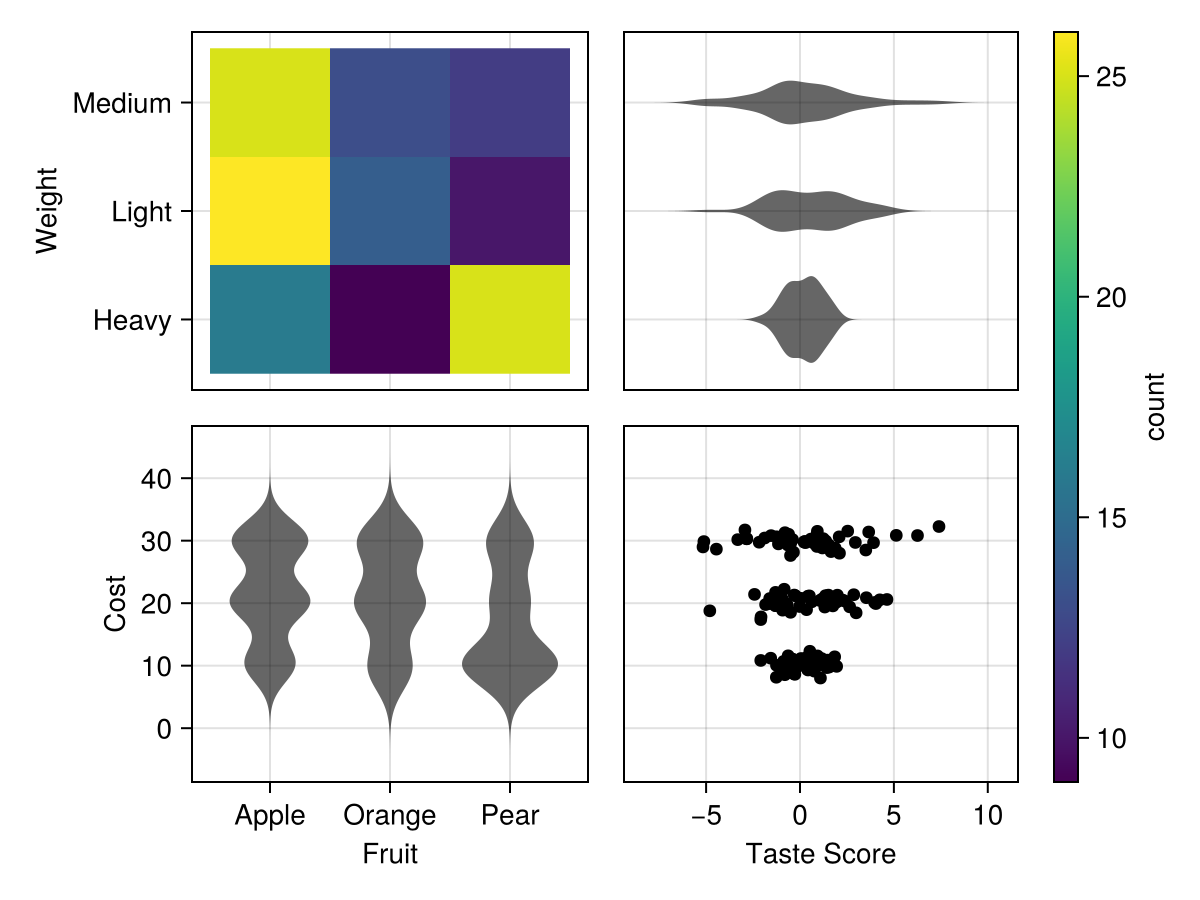 Weight
Medium
Light
Heavy
Cost
40
30
20
10
0
Apple Orange Pear
Fruit
−5 0 5 10
Taste Score
25
20
15
10
count